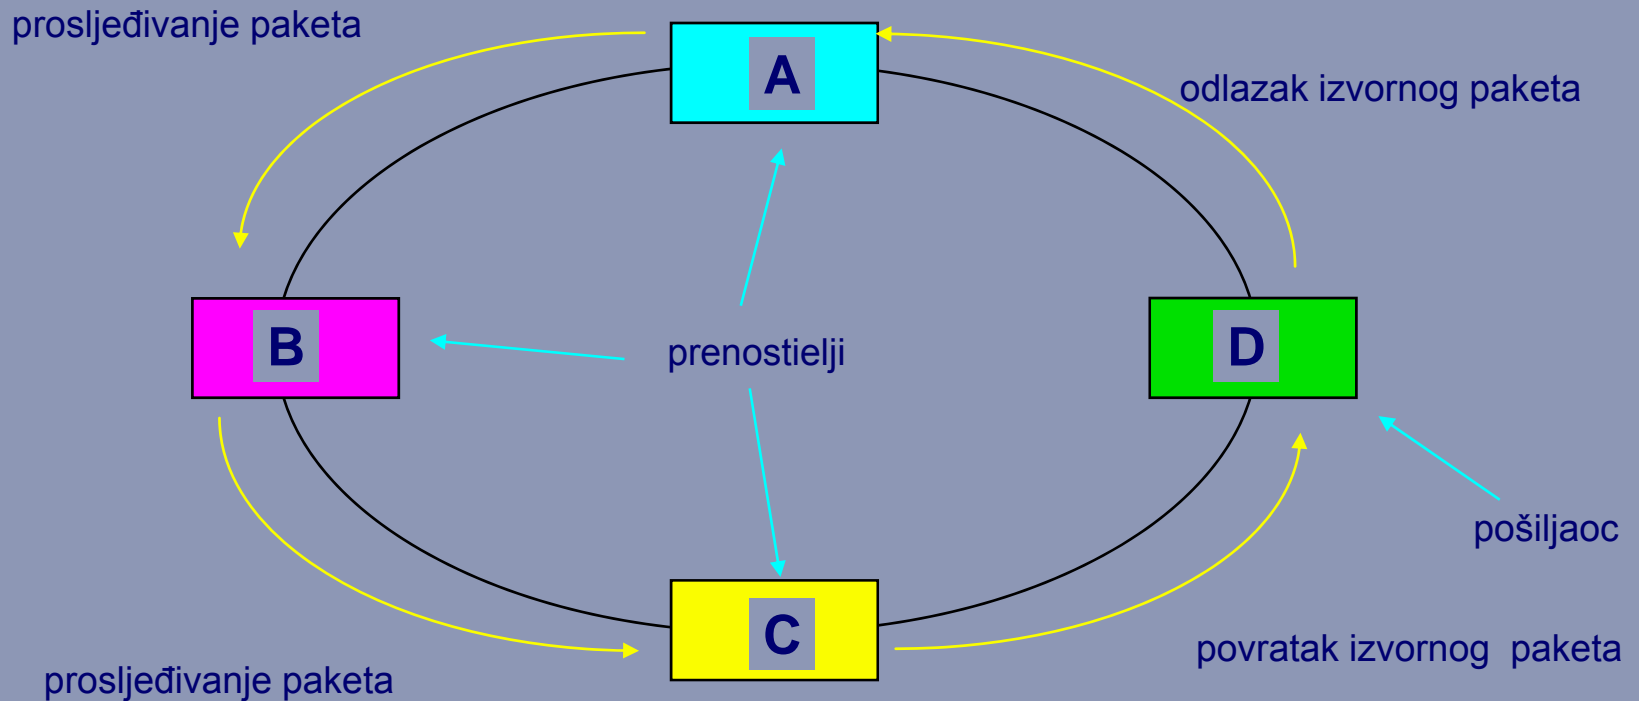 prosljeđivanje paketa
A
odlazak izvornog paketa
B
prenostielji
D
pošiljaoc
C
povratak izvornog  paketa
prosljeđivanje paketa